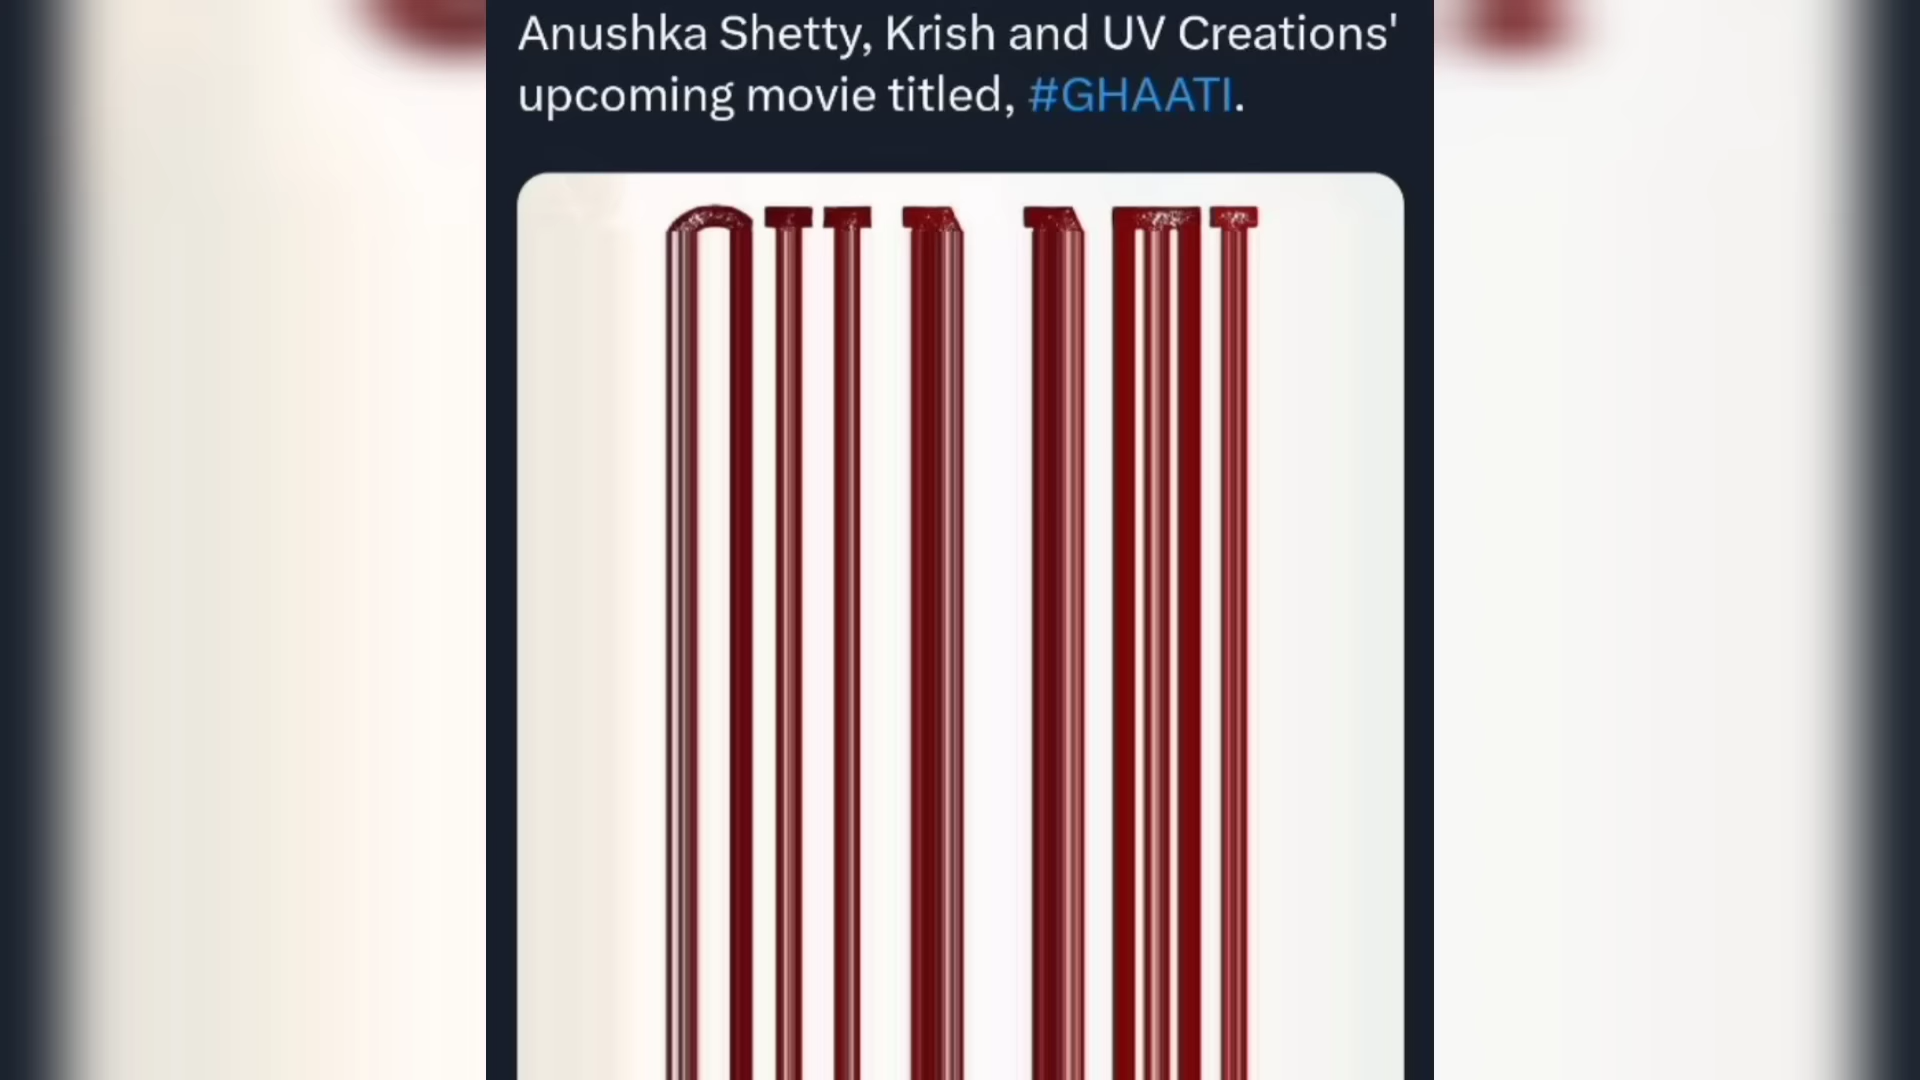 Anushka Shetty, Krish and UV Creations'
upcoming movie titled, #GHAATI.